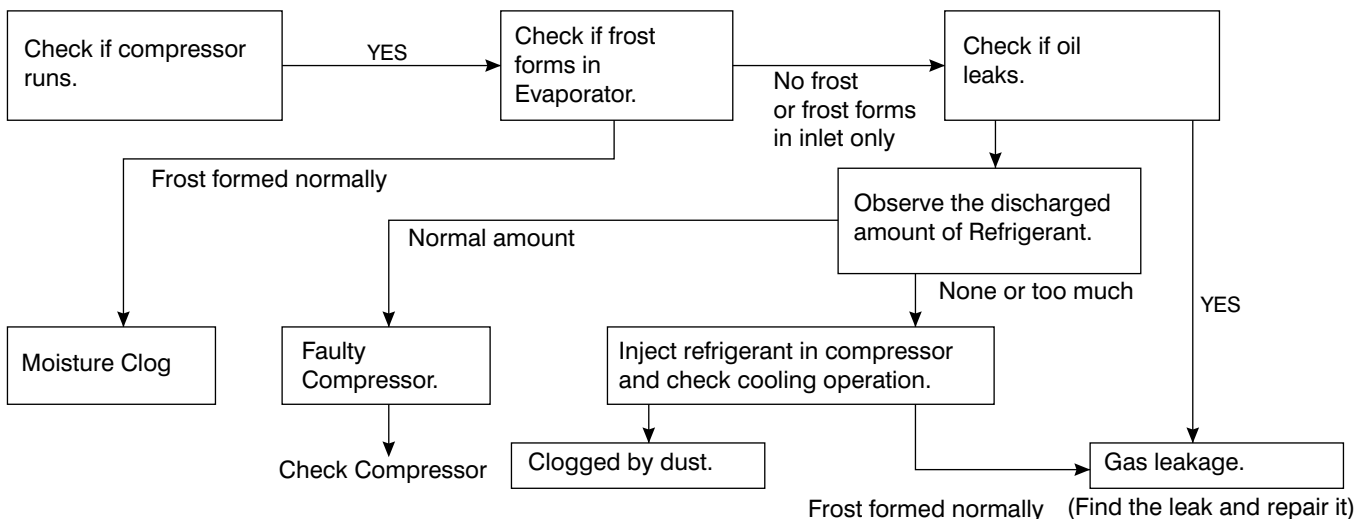 Check if compressor
runs.
YES
Check if frost
forms in
Evaporator.
No frost
or frost forms
in inlet only
Check if oil
leaks.
Frost formed normally
Observe the discharged
amount of Refrigerant.
Normal amount
None or too much
YES
Moisture Clog
Faulty
Compressor.
Inject refrigerant in compressor
and check cooling operation.
Check Compressor
Clogged by dust.
Gas leakage.
Frost formed normally
(Find the leak and repair it)